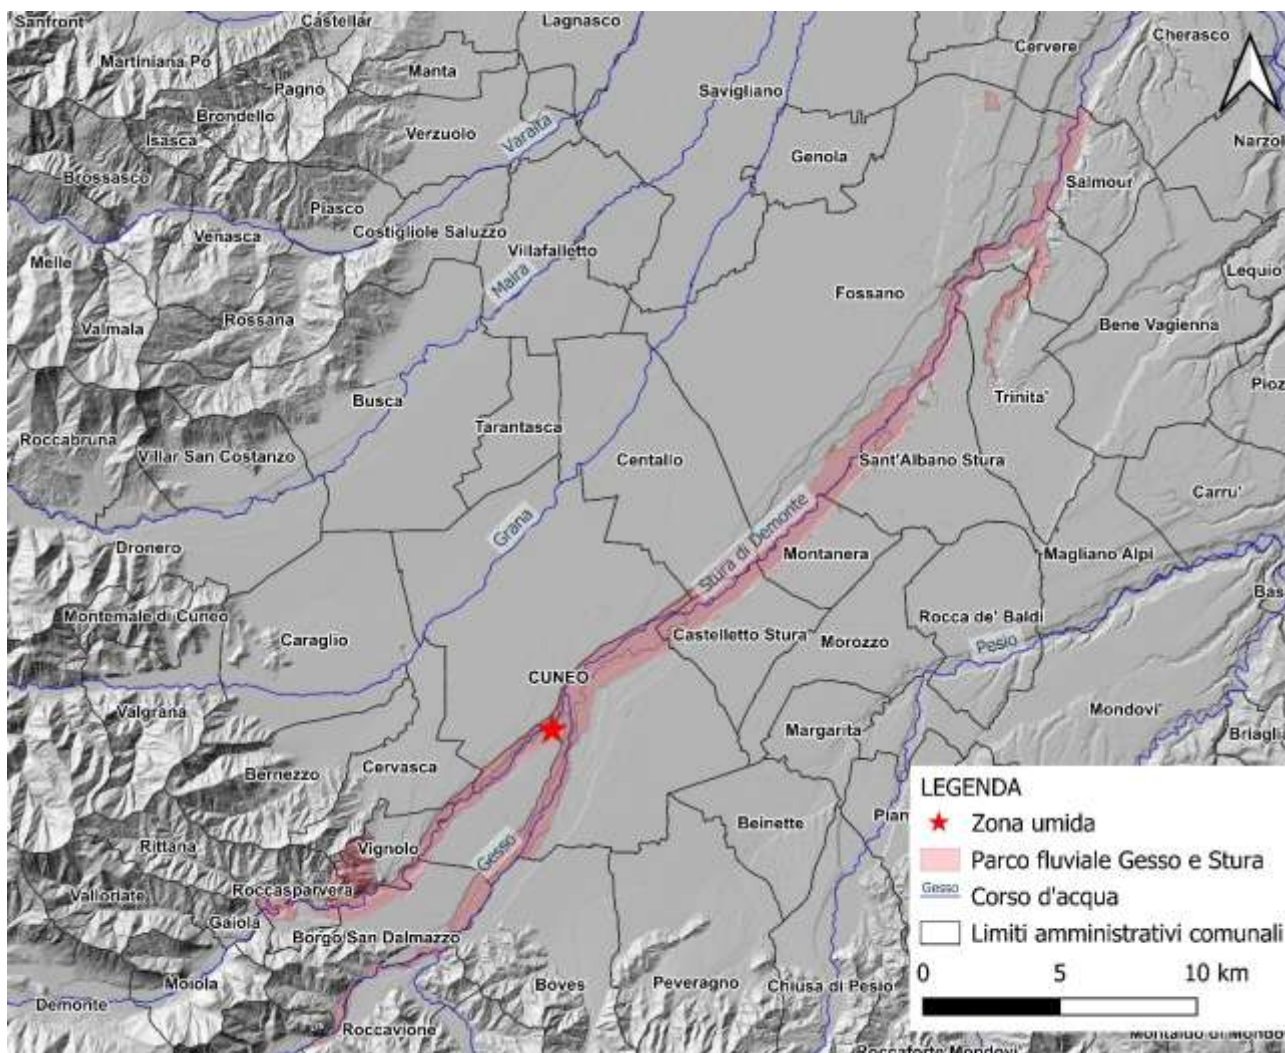 Sanfront
Castellar
Lagnasco
Cherasco
Cervere
Martiniana Po
Manta
Pagno
Savigliano
Brondello
Verzuolo
Varaita
Isasca
Genola
Narzol
Brossasco
Salmour
Piasco
Venasca
Costigliole Saluzzo
Villafalletto
Melle
Maira
Lequio
Fossano
Rossana
Valmala
Bene Vagienna
Busca
Trinita'
Tarantasca
Roccabruna
Villar San Costanzo
Centallo
Sant'Albano Stura
Carru'
Grana
Stura di Demonte
Dronero
Montanera
Magliano Alpi
Montemale di Cuneo
Rocca de' Baldi
Caraglio
Castelletto Stura
Morozzo
Pesio
CUNEO
Valgrana
Mondovi'
Margarita
Cervasca
Bernezzo
Beinette
Rittana
Vignolo
Gesso
Valloriate
Roccasparvera
Gaiola
Borgo San Dalmazzo
Moiola
Demonte
Boves
Peveragno
Chiusa di Pesio
Roccavione
Roccaforte Mondovi'
LEGENDA
Zona umida
Parco fluviale Gesso e Stura
Gesso Corso d'acqua
Limiti amministrativi comunali
0 5 10 km